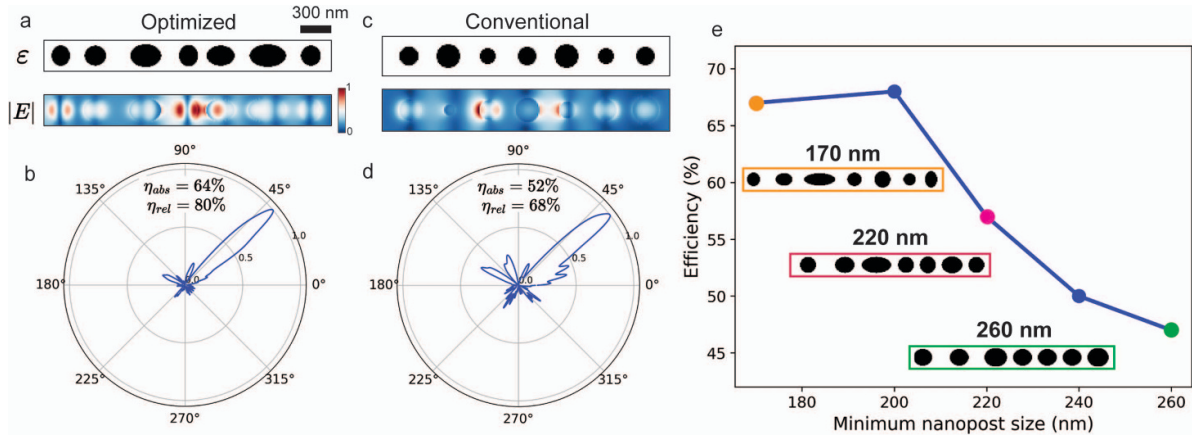 a
Optimized
300 nm
c
Conventional
e
ε
|E|
1
0
b
90°
135°
45°
180°
0°
225°
315°
270°
η_abs = 64%
η_rel = 80%
1.0
0.5
0.0
d
90°
135°
45°
180°
0°
225°
315°
270°
η_abs = 52%
η_rel = 68%
1.0
0.5
0.0
Efficiency (%)
70
65
60
55
50
45
170 nm
220 nm
260 nm
180
200
220
240
260
Minimum nanopost size (nm)